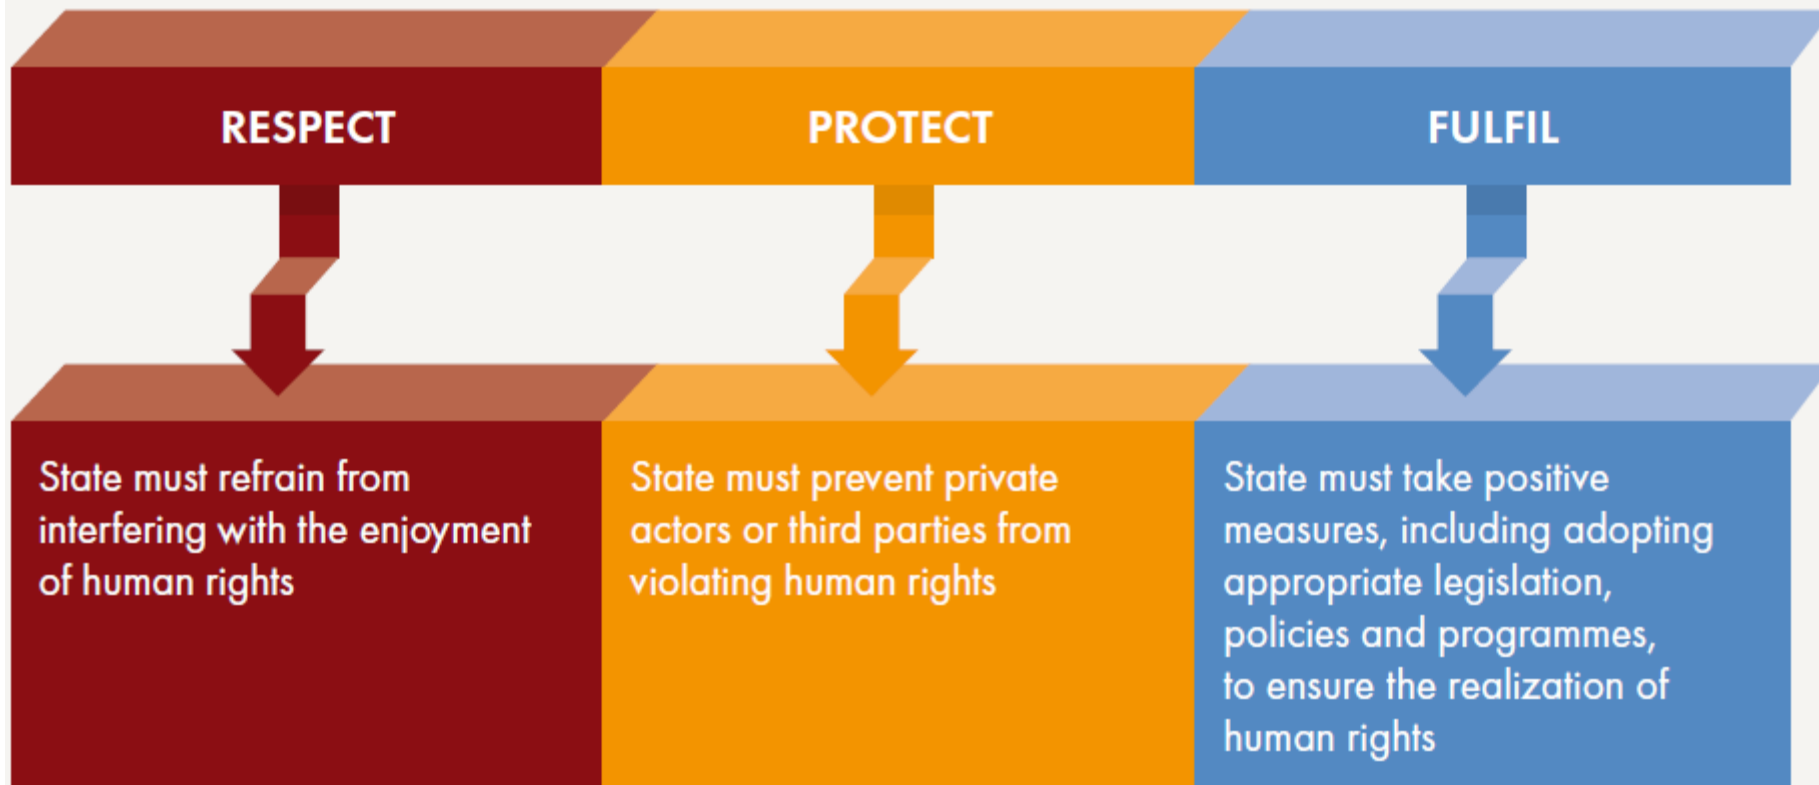 RESPECT
PROTECT
FULFIL
State must refrain from
interfering with the enjoyment
of human rights
State must prevent private
actors or third parties from
violating human rights
State must take positive
measures, including adopting
appropriate legislation,
policies and programmes,
to ensure the realization of
human rights